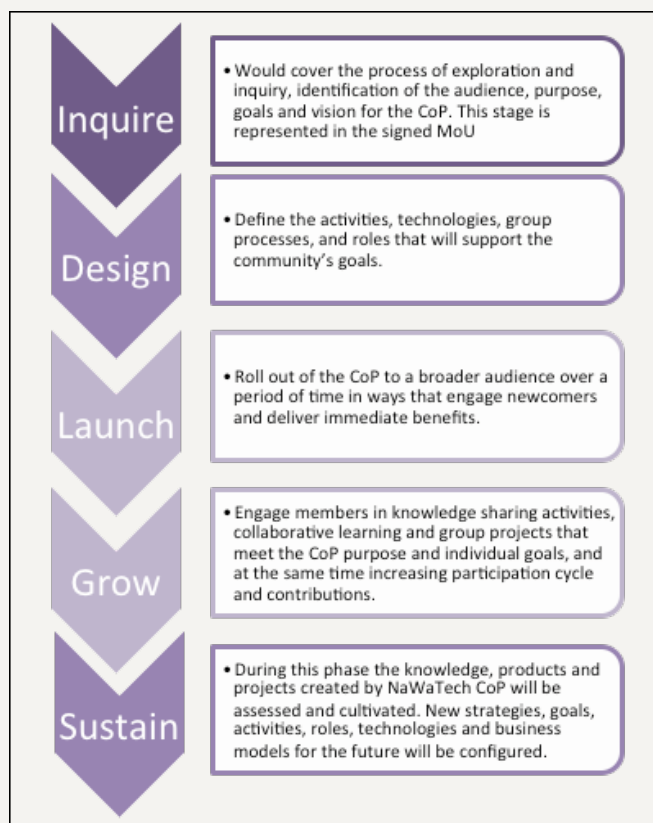 Inquire
• Would cover the process of exploration and
inquiry, identification of the audience, purpose,
goals and vision for the CoP. This stage is
represented in the signed MoU
Design
• Define the activities, technologies, group
processes, and roles that will support the
community's goals.
Launch
• Roll out of the CoP to a broader audience over a
period of time in ways that engage newcomers
and deliver immediate benefits.
Grow
• Engage members in knowledge sharing activities,
collaborative learning and group projects that
meet the CoP purpose and individual goals, and
at the same time increasing participation cycle
and contributions.
Sustain
• During this phase the knowledge, products and
projects created by NaWaTech CoP will be
assessed and cultivated. New strategies, goals,
activities, roles, technologies and business
models for the future will be configured.